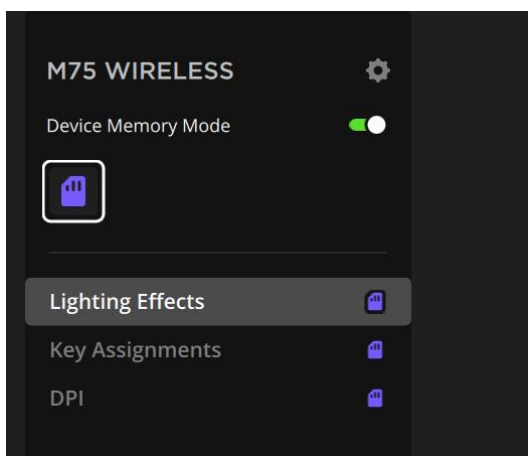 M75 WIRELESS
Device Memory Mode
Lighting Effects
Key Assignments
DPI